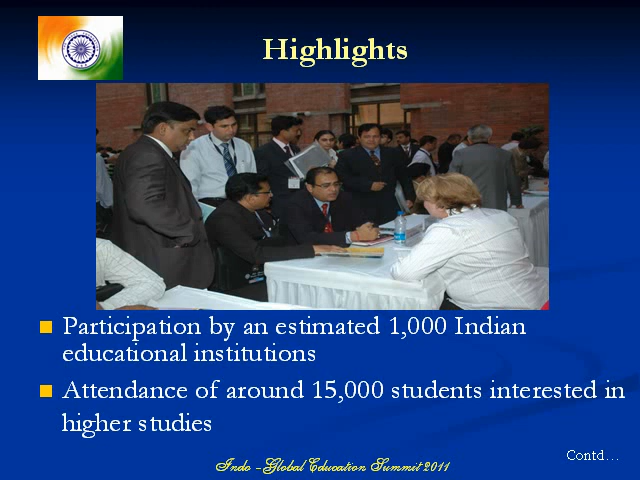 Highlights
Participation by an estimated 1,000 Indian
educational institutions
Attendance of around 15,000 students interested in
higher studies
Contd…
Indo - Global Education Summit 2011